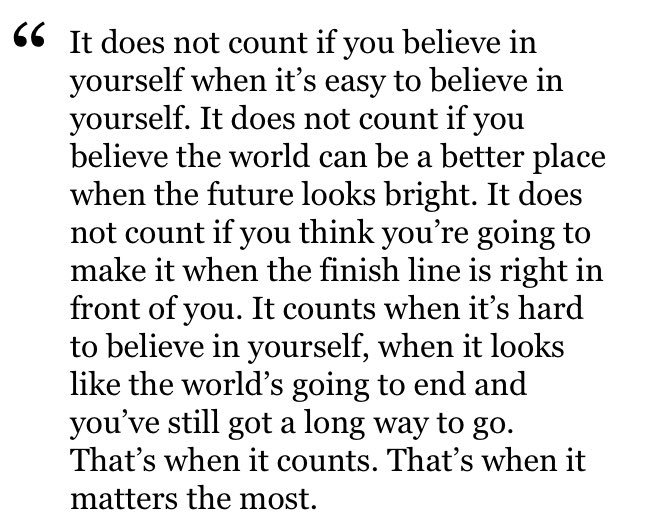 “ It does not count if you believe in
yourself when it’s easy to believe in
yourself. It does not count if you
believe the world can be a better place
when the future looks bright. It does
not count if you think you’re going to
make it when the finish line is right in
front of you. It counts when it’s hard
to believe in yourself, when it looks
like the world’s going to end and
you’ve still got a long way to go.
That’s when it counts. That’s when it
matters the most.